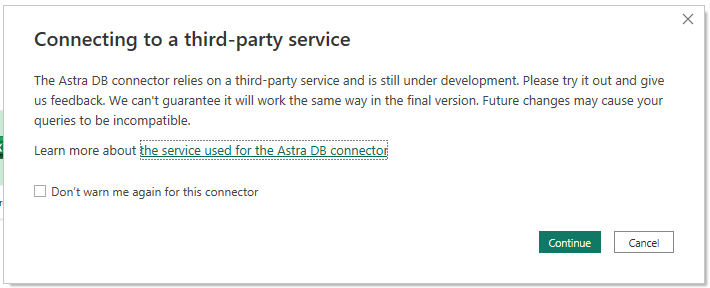 Connecting to a third-party service
The Astra DB connector relies on a third-party service and is still under development. Please try it out and give
us feedback. We can't guarantee it will work the same way in the final version. Future changes may cause your
queries to be incompatible.
Learn more about the service used for the Astra DB connector
Don't warn me again for this connector
Continue
Cancel